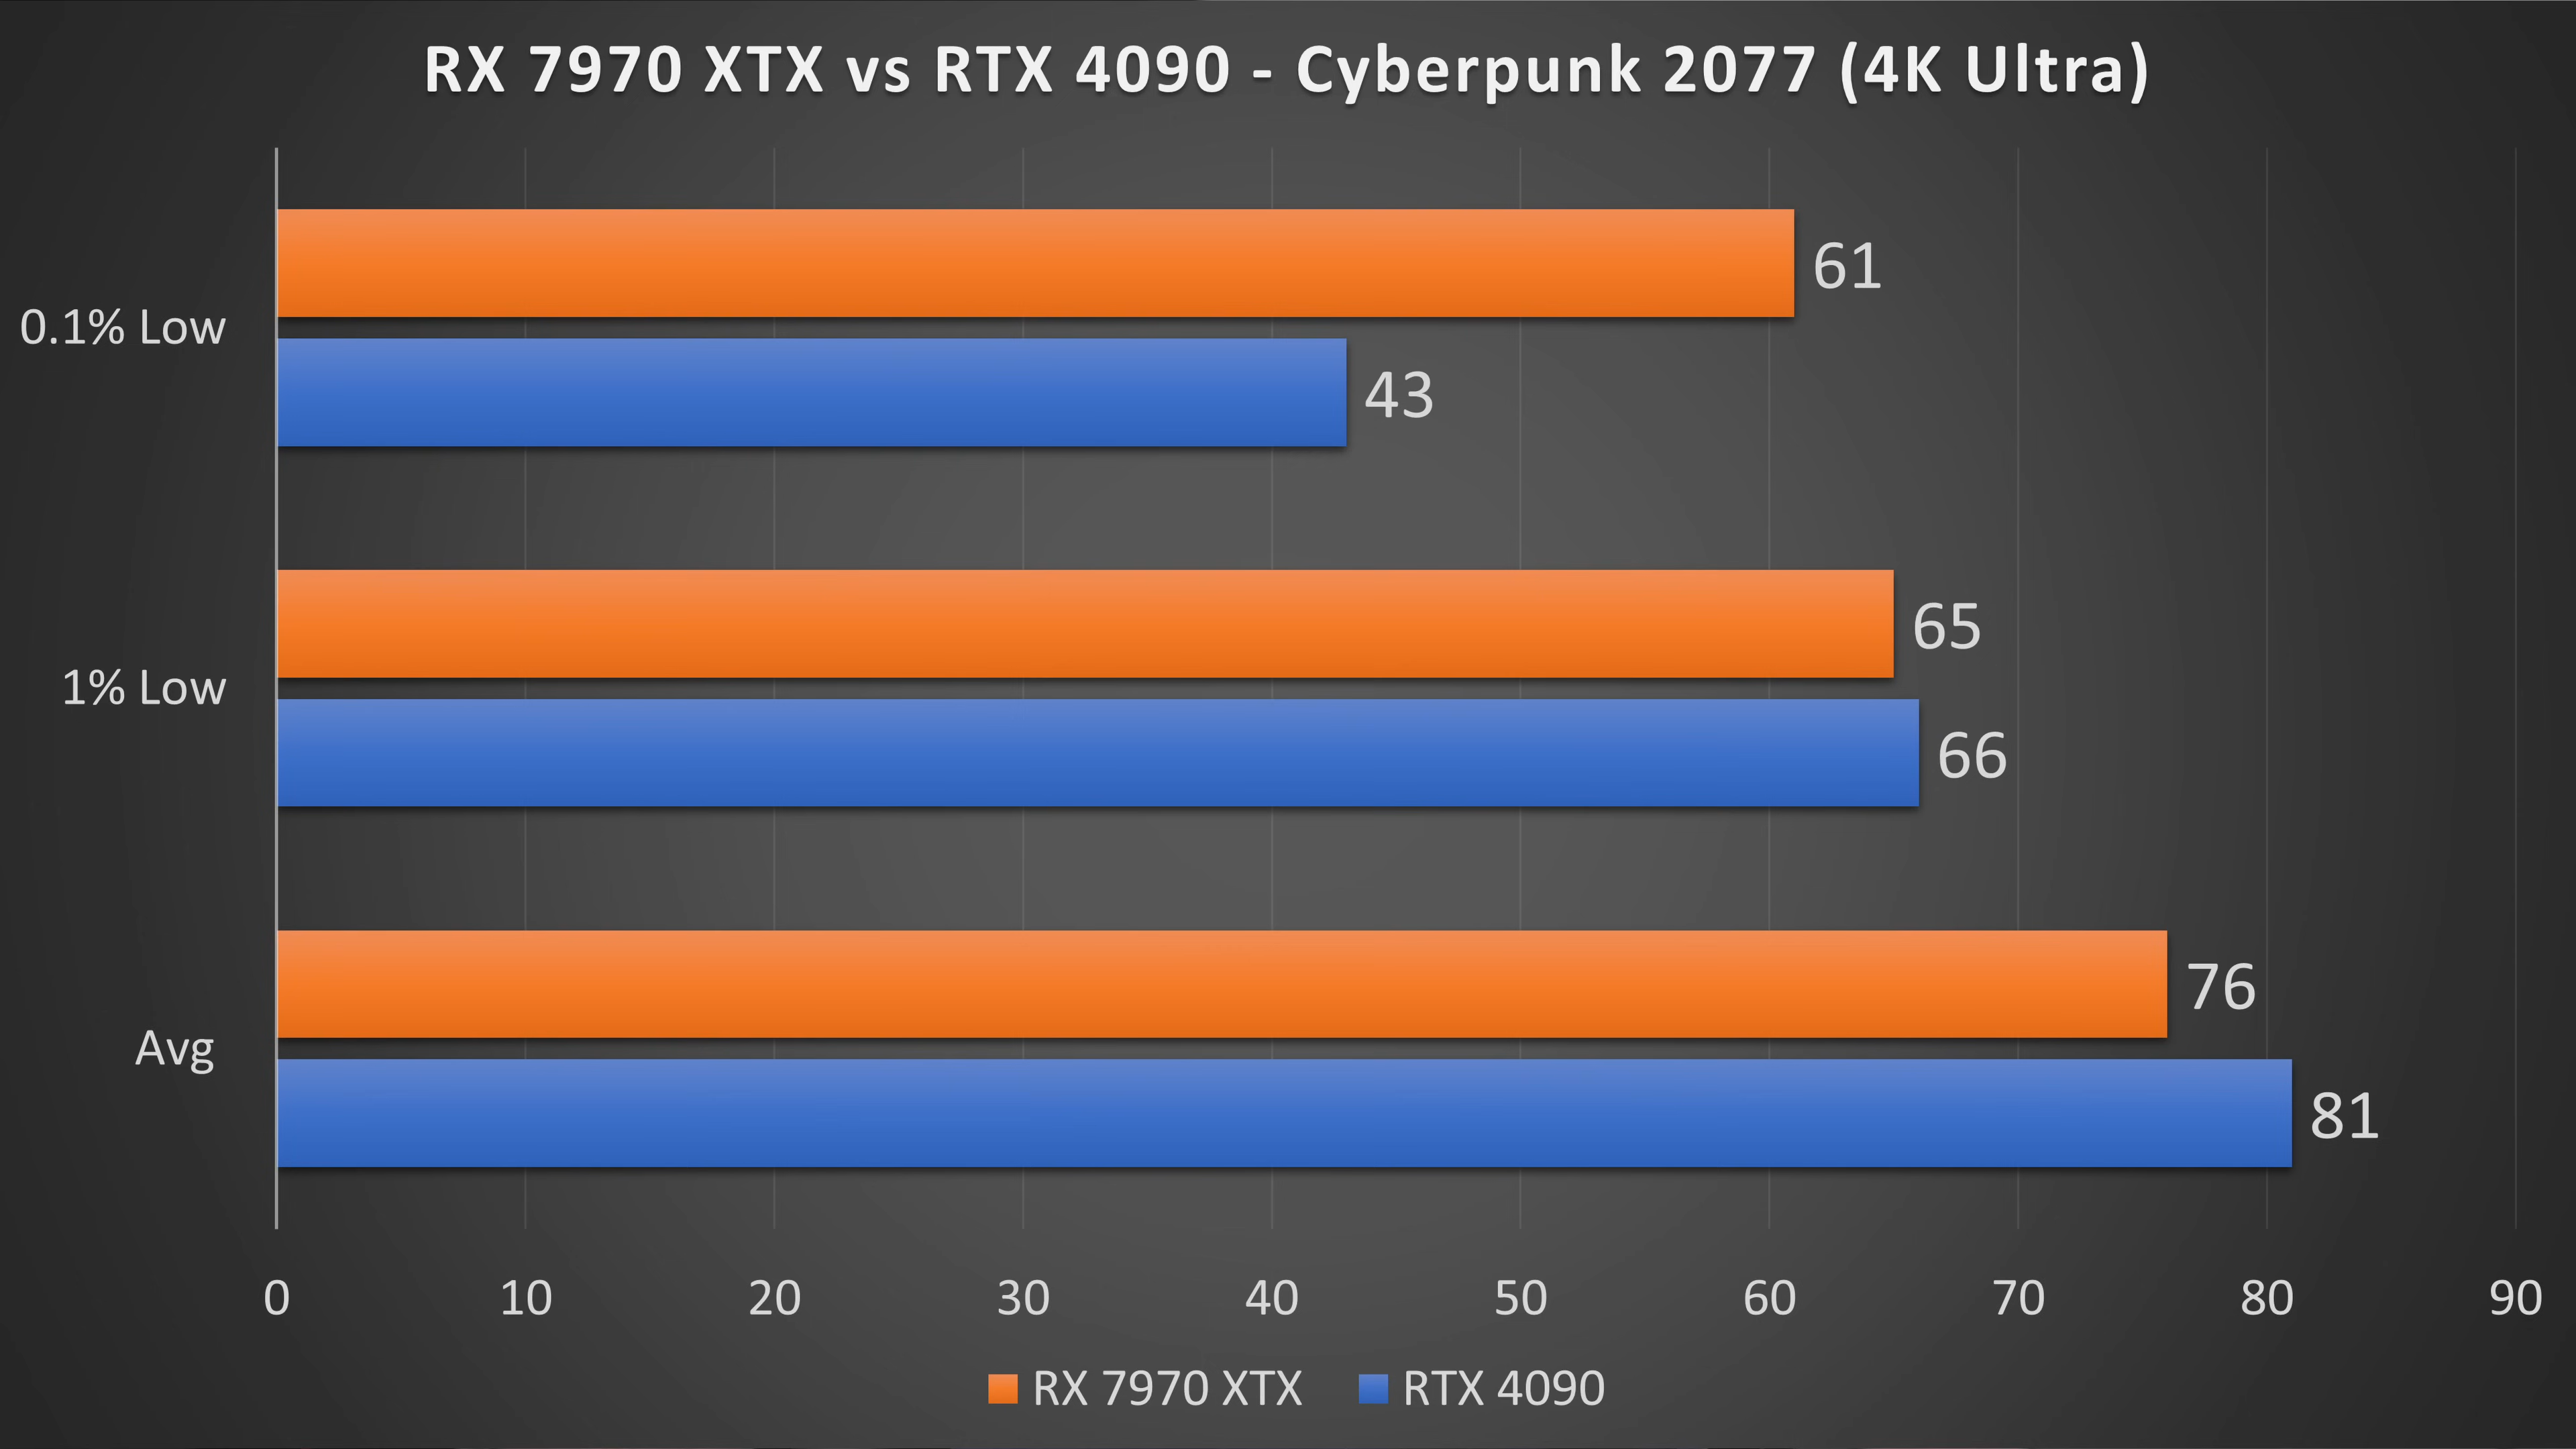 RX 7970 XTX vs RTX 4090 - Cyberpunk 2077 (4K Ultra)
61
0.1% Low
43
65
1% Low
66
76
Avg
81
0 10 20 30 40 50 60 70 80 90
RX 7970 XTX RTX 4090